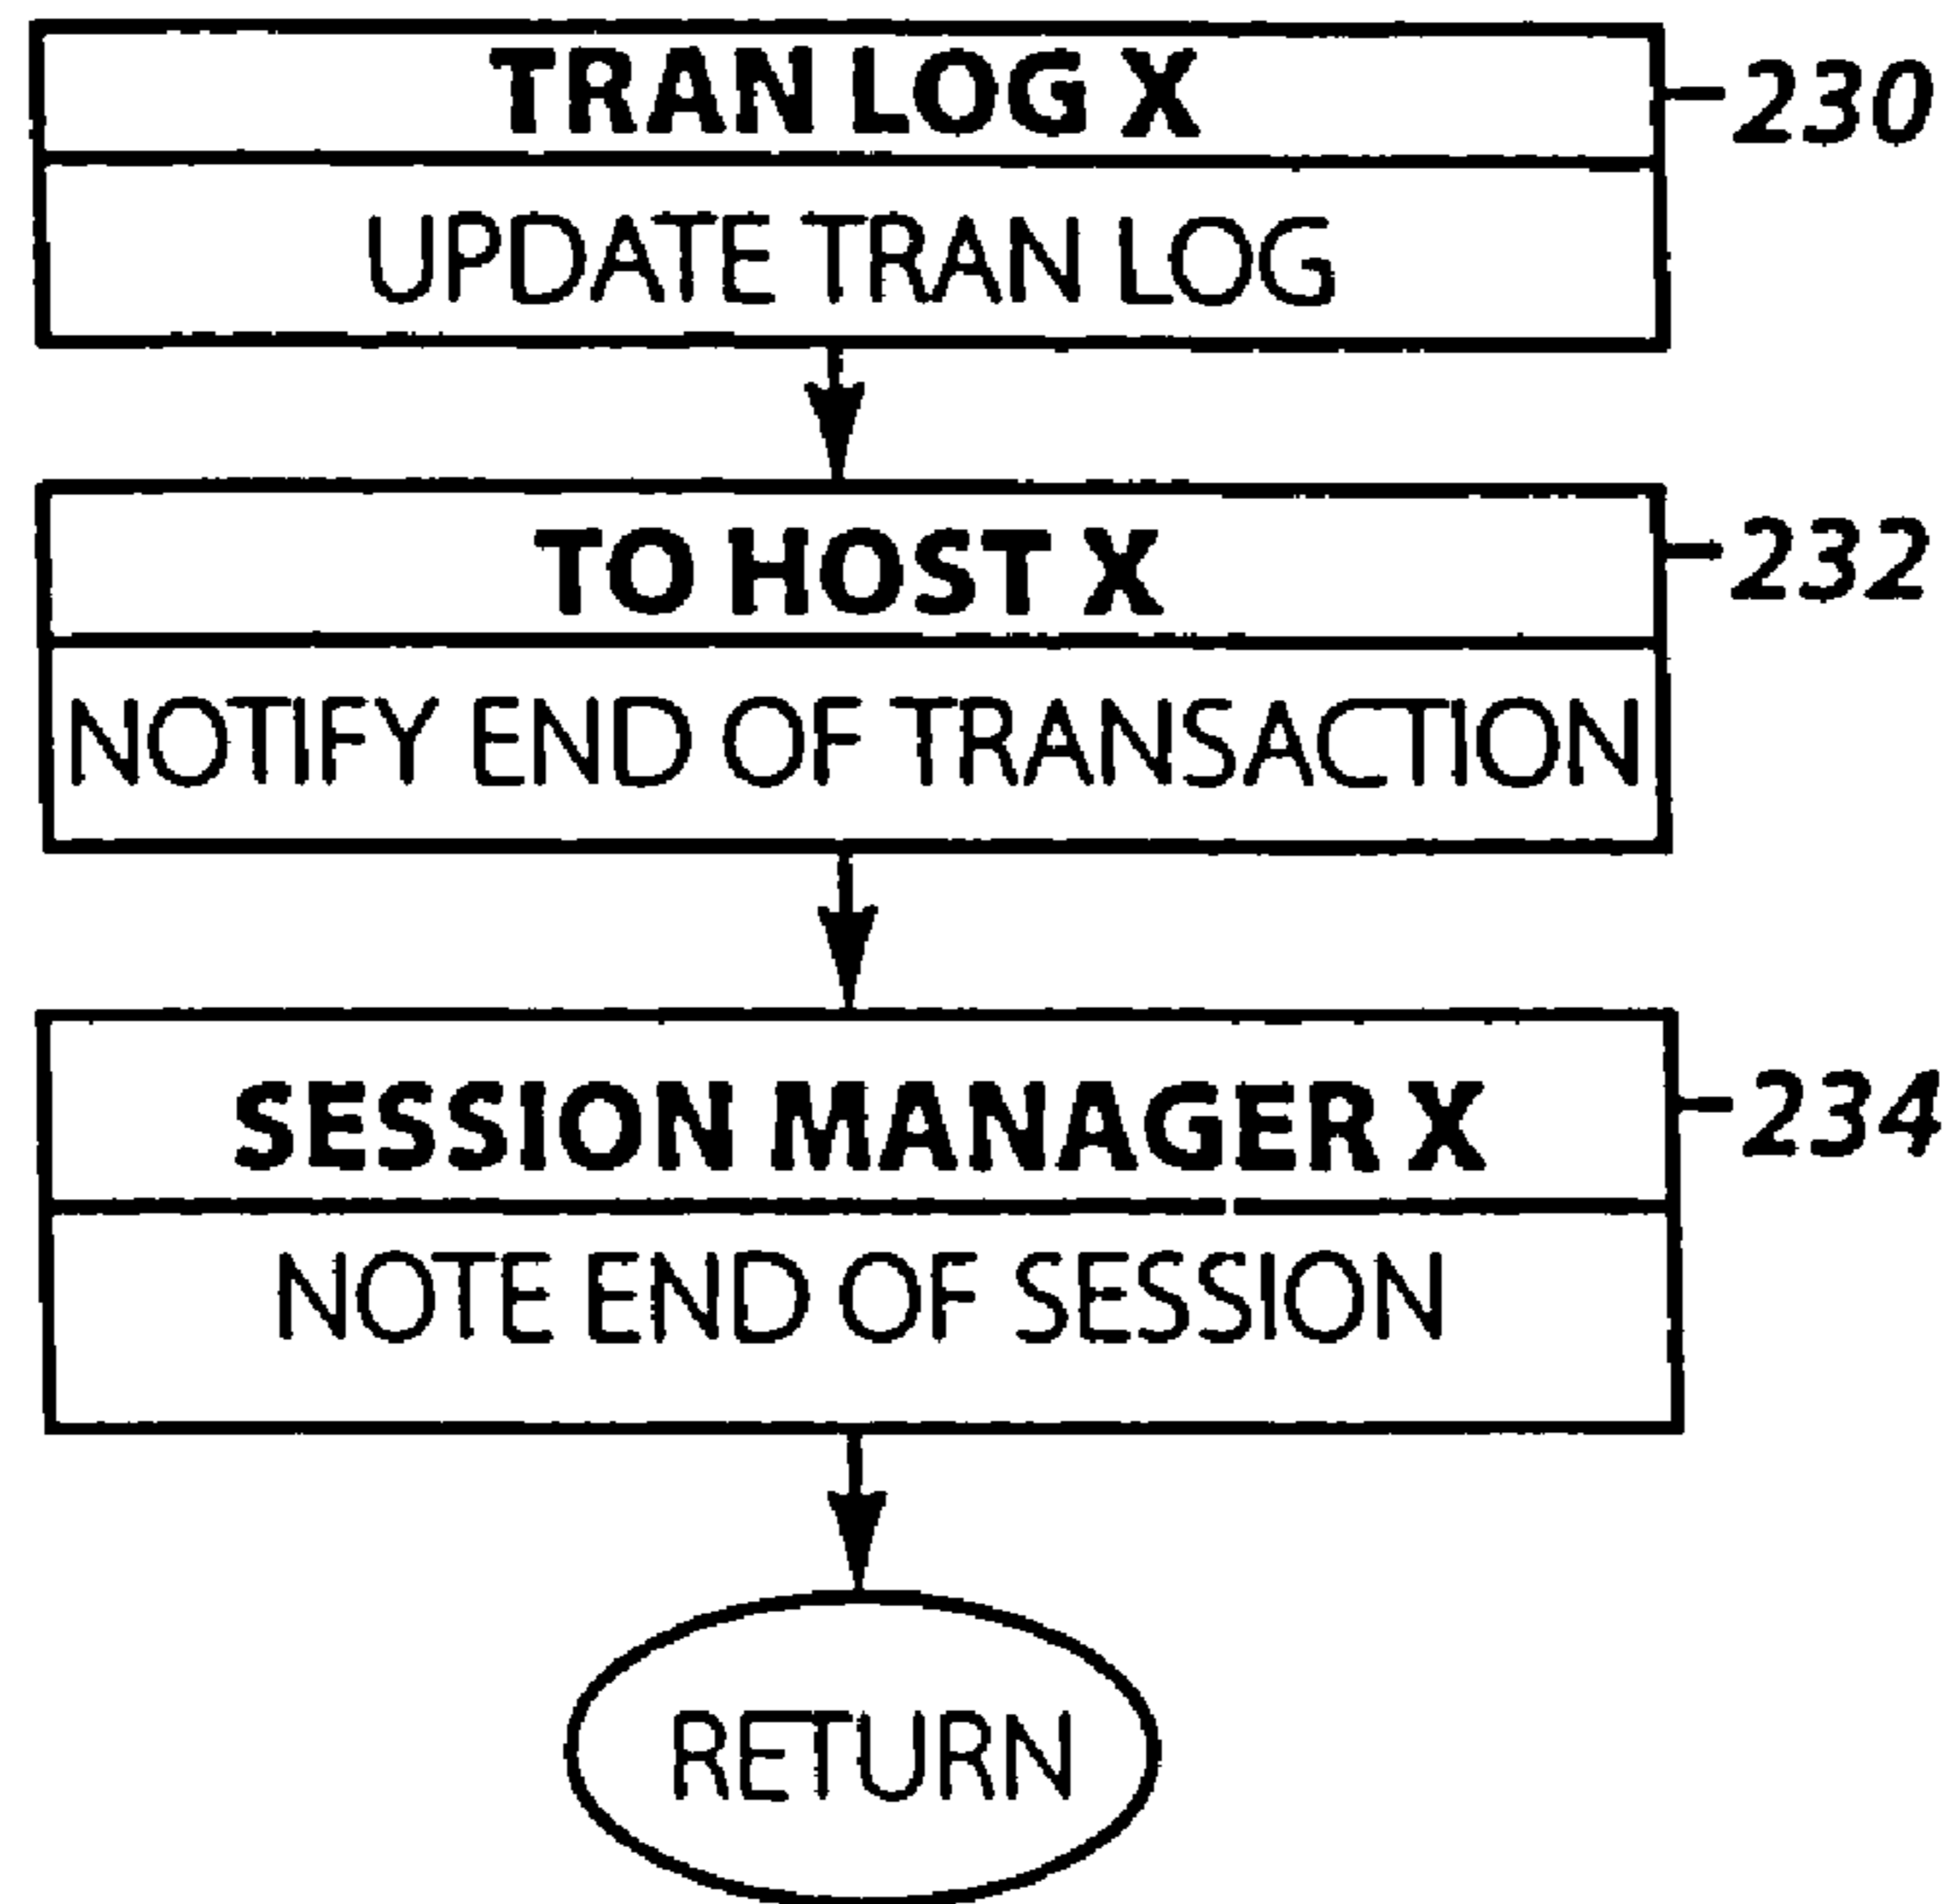 TRAN LOG X
230
UPDATE TRAN LOG
TO HOST X
232
NOTIFY END OF TRANSACTION
SESSION MANAGER X
234
NOTE END OF SESSION
RETURN